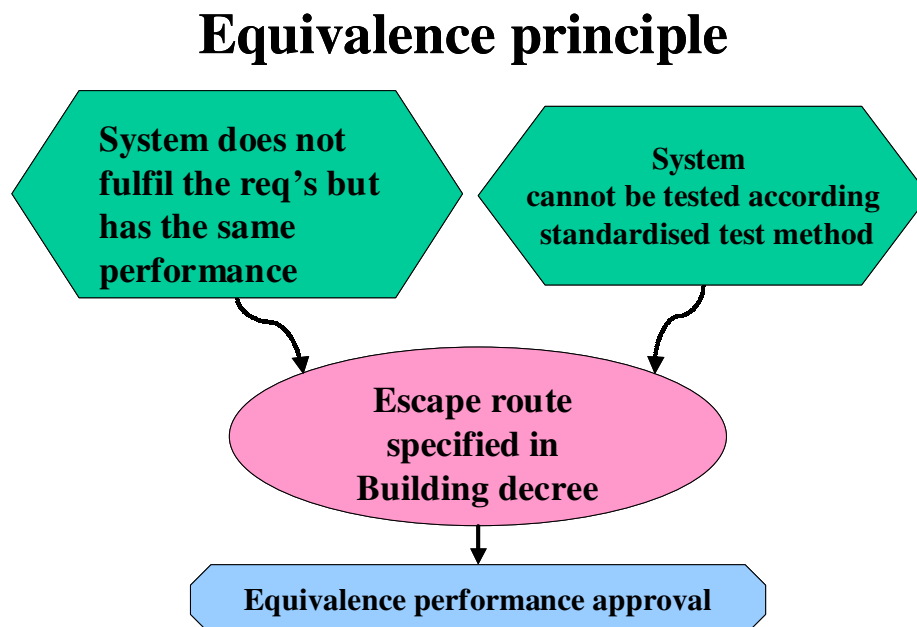 Equivalence principle
System does not
fulfil the req's but
has the same
performance
System
cannot be tested according
standardised test method
Escape route
specified in
Building decree
Equivalence performance approval